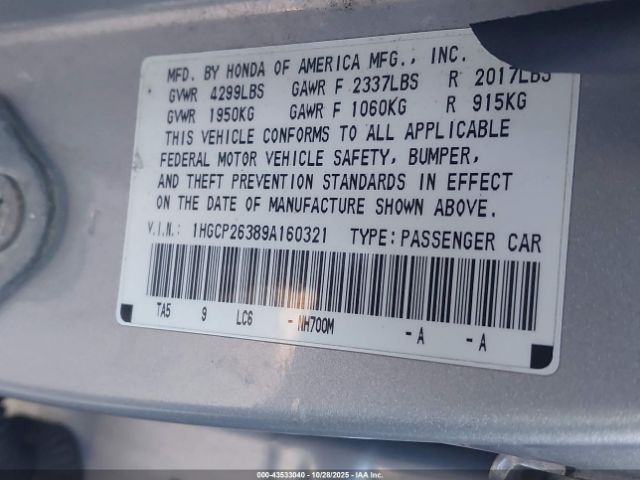 MFD. BY HONDA OF AMERICA MFG., INC.
GVWR 4299LBS GAWR F 2337LBS R 2017LBS
GVWR 1950KG GAWR F 1060KG R 915KG
THIS VEHICLE CONFORMS TO ALL APPLICABLE
FEDERAL MOTOR VEHICLE SAFETY, BUMPER,
AND THEFT PREVENTION STANDARDS IN EFFECT
ON THE DATE OF MANUFACTURE SHOWN ABOVE.
V.I.N.: 1HGCP26389A160321 TYPE:PASSENGER CAR
TA5 9 LC6 -NH700M -A -A
000-43533040 | 10/28/2025 | IAA Inc.